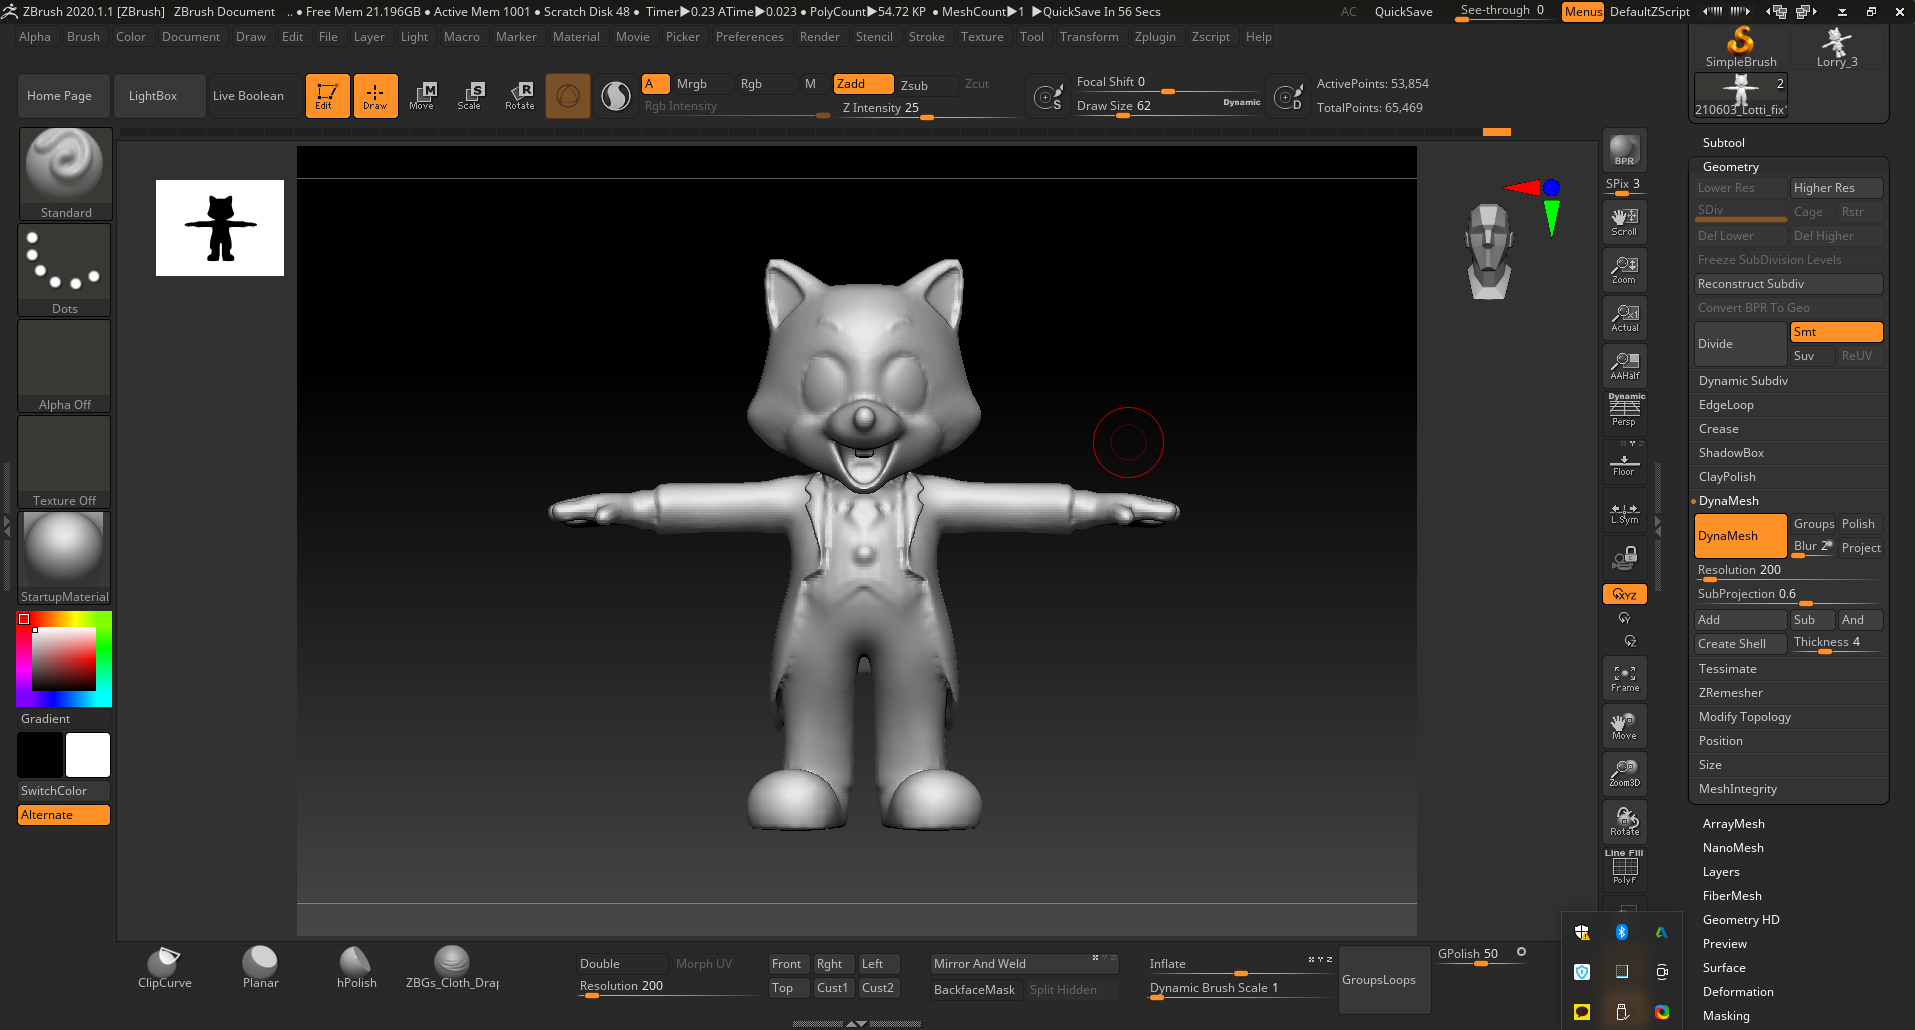 ZBrush 2020.1.1 [ZBrush] ZBrush Document .. ● Free Mem 21.196GB ● Active Mem 1001 ● Scratch Disk 48 ● Timer▶0.23 ATime▶0.023 ● PolyCount▶54.72 KP ● MeshCount▶1 ▶QuickSave In 56 Secs AC QuickSave See-through 0 Menus DefaultZScript
Alpha Brush Color Document Draw Edit File Layer Light Macro Marker Material Movie Picker Preferences Render Stencil Stroke Texture Tool Transform Zplugin Zscript Help
Home Page LightBox Live Boolean Edit Draw Move Scale Rotate
A Mrgb Rgb M Zadd Zsub Zcut
Rgb Intensity Z Intensity 25
Focal Shift 0
Draw Size 62 Dynamic
S
D
ActivePoints: 53,854
TotalPoints: 65,469
Standard
Dots
Alpha Off
Texture Off
StartupMaterial
Gradient
SwitchColor
Alternate
BPR
SPix 3
Scroll
Zoom
Actual
AAHalf
Dynamic
Persp
Floor
L.Sym
XYZ
Y
Z
Frame
Move
Zoom3D
Rotate
Line Fill
PolyF
SimpleBrush Lorry_3
2
210603_Lotti_fix
Subtool
Geometry
Lower Res Higher Res
SDiv Cage Rstr
Del Lower Del Higher
Freeze SubDivision Levels
Reconstruct Subdiv
Convert BPR To Geo
Divide Smt
Suv ReUV
Dynamic Subdiv
EdgeLoop
Crease
ShadowBox
ClayPolish
DynaMesh
DynaMesh Groups Polish
Blur 2 Project
Resolution 200
SubProjection 0.6
Add Sub And
Create Shell Thickness 4
Tessimate
ZRemesher
Modify Topology
Position
Size
MeshIntegrity
ArrayMesh
NanoMesh
Layers
FiberMesh
Geometry HD
Preview
Surface
Deformation
Masking
ClipCurve Planar hPolish ZBGs_Cloth_Drap
Double Morph UV
Resolution 200
Front Rght Left
Top Cust1 Cust2
Mirror And Weld
BackfaceMask Split Hidden
Inflate
Dynamic Brush Scale 1
GroupsLoops
GPolish 50